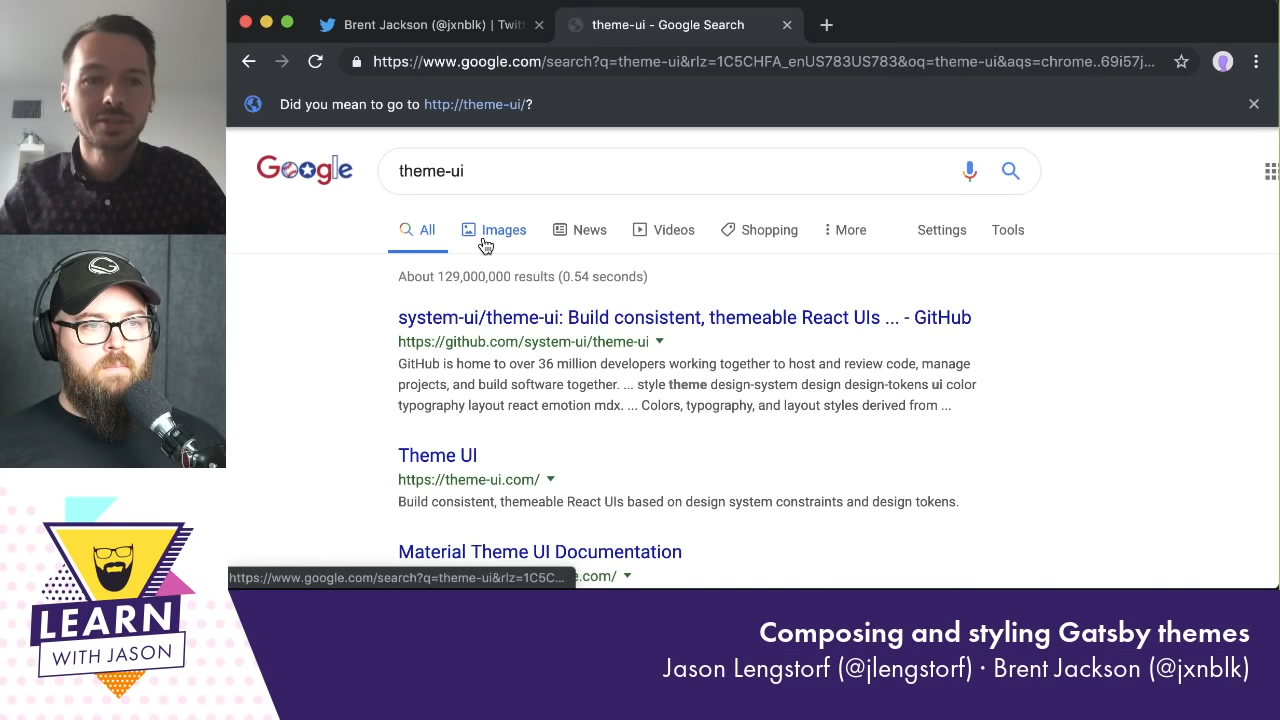 Brent Jackson (@jxnblk) | Twitt
theme-ui - Google Search
https://www.google.com/search?q=theme-ui&rlz=1C5CHFA_enUS783US783&oq=theme-ui&aqs=chrome..69i57j...
Did you mean to go to http://theme-ui/?
Google
theme-ui
All
Images
News
Videos
Shopping
More
Settings
Tools
About 129,000,000 results (0.54 seconds)
system-ui/theme-ui: Build consistent, themeable React UIs ... - GitHub
https://github.com/system-ui/theme-ui
GitHub is home to over 36 million developers working together to host and review code, manage
projects, and build software together. ... style theme design-system design design-tokens ui color
typography layout react emotion mdx. ... Colors, typography, and layout styles derived from ...
Theme UI
https://theme-ui.com/
Build consistent, themeable React UIs based on design system constraints and design tokens.
Material Theme UI Documentation
https://www.google.com/search?q=theme-ui&rlz=1C5C...
e.com/
LEARN
WITH JASON
Composing and styling Gatsby themes
Jason Lengstorf (@jlengstorf) · Brent Jackson (@jxnblk)